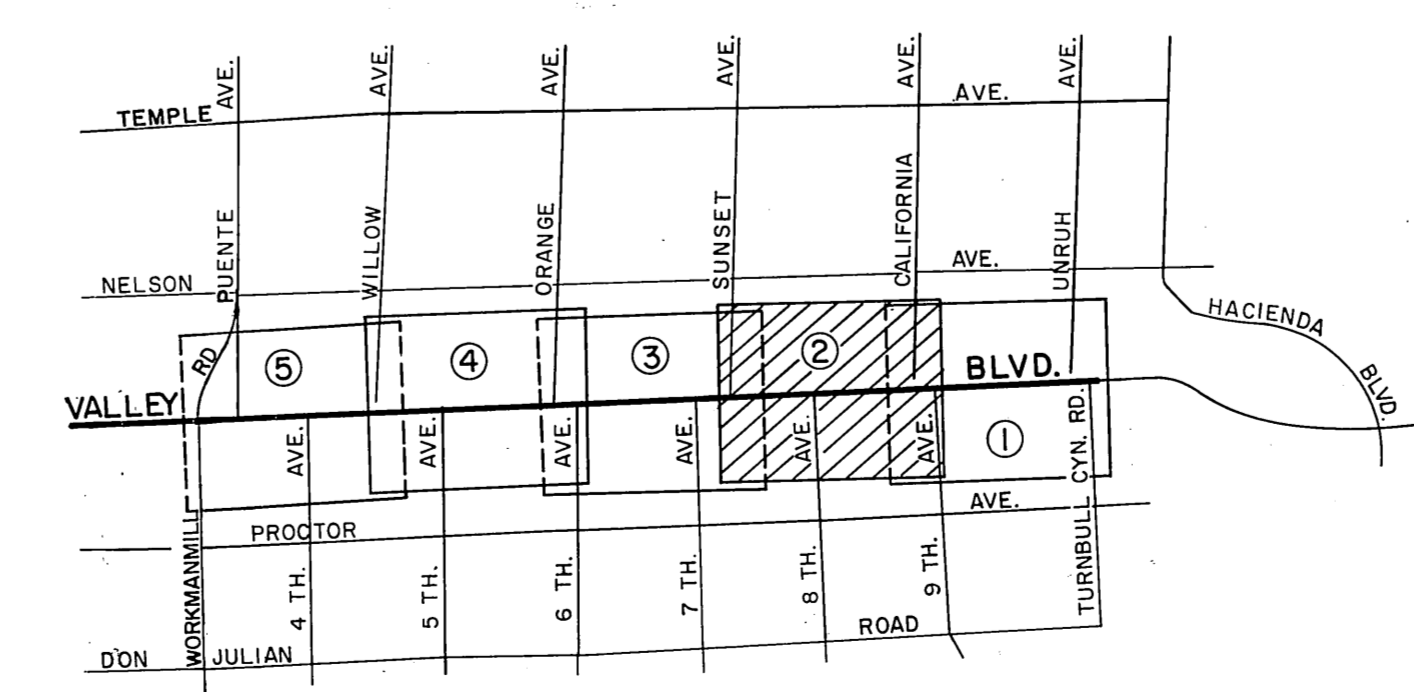 AVE.
AVE.
AVE.
AVE.
AVE.
AVE.
TEMPLE
AVE.
PUENTE
WILLOW
ORANGE
SUNSET
CALIFORNIA
UNRUH
NELSON
AVE.
HACIENDA
BLVD.
RD
5
4
3
2
BLVD.
VALLEY
1
AVE.
AVE.
AVE.
AVE.
AVE.
AVE.
TURNBULL CYN. RD.
PROCTOR
AVE.
WORKMANMILL
4 TH.
5 TH.
6 TH.
7 TH.
8 TH.
9 TH.
DON JULIAN
ROAD